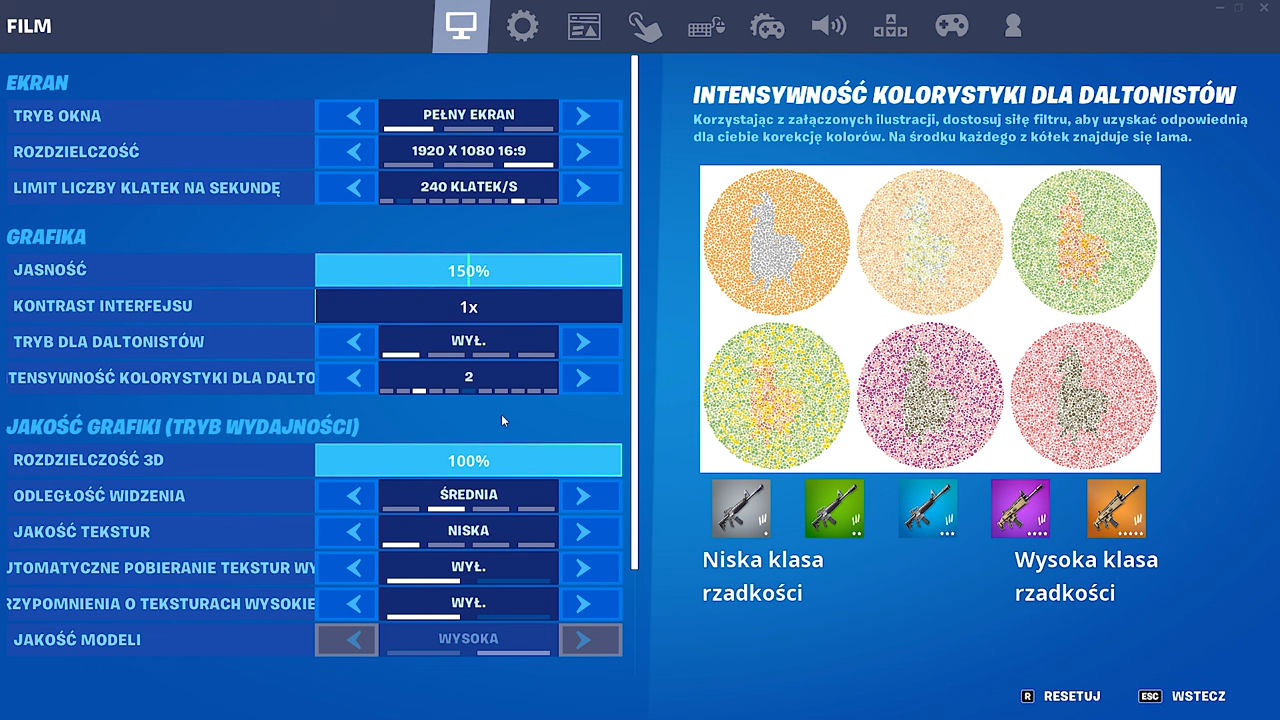 FILM
EKRAN
TRYB OKNA
PEŁNY EKRAN
ROZDZIELCZOŚĆ
1920 X 1080 16:9
LIMIT LICZBY KLATEK NA SEKUNDĘ
240 KLATEK/S
GRAFIKA
JASNOŚĆ
150%
KONTRAST INTERFEJSU
1x
TRYB DLA DALTONISTÓW
WYŁ.
TENSYWNOŚĆ KOLORYSTYKI DLA DALTO
2
JAKOŚĆ GRAFIKI (TRYB WYDAJNOŚCI)
ROZDZIELCZOŚĆ 3D
100%
ODLEGŁOŚĆ WIDZENIA
ŚREDNIA
JAKOŚĆ TEKSTUR
NISKA
UTOMATYCZNE POBIERANIE TEKSTUR WY
WYŁ.
RZYPOMNIENIA O TEKSTURACH WYSOKIE
WYŁ.
JAKOŚĆ MODELI
WYSOKA
INTENSYWNOŚĆ KOLORYSTYKI DLA DALTONISTÓW
Korzystając z załączonych ilustracji, dostosuj siłę filtru, aby uzyskać odpowiednią
dla ciebie korekcję kolorów. Na środku każdego z kółek znajduje się lama.
Niska klasa
rzadkości
Wysoka klasa
rzadkości
R RESETUJ
ESC WSTECZ